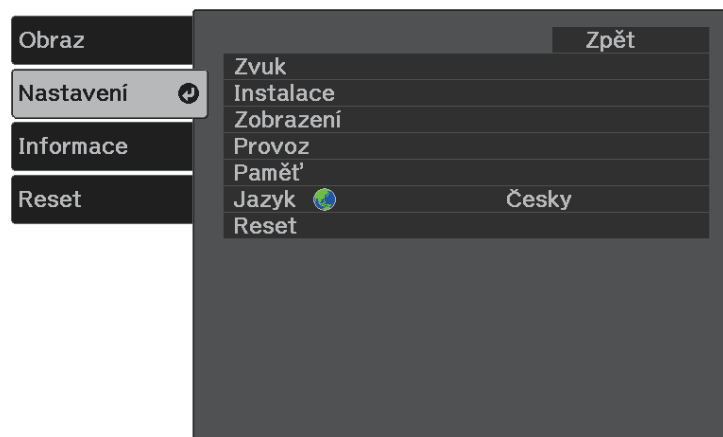 Obraz
Nastavení
Informace
Reset
Zpět
Zvuk
Instalace
Zobrazení
Provoz
Paměť
Jazyk Česky
Reset